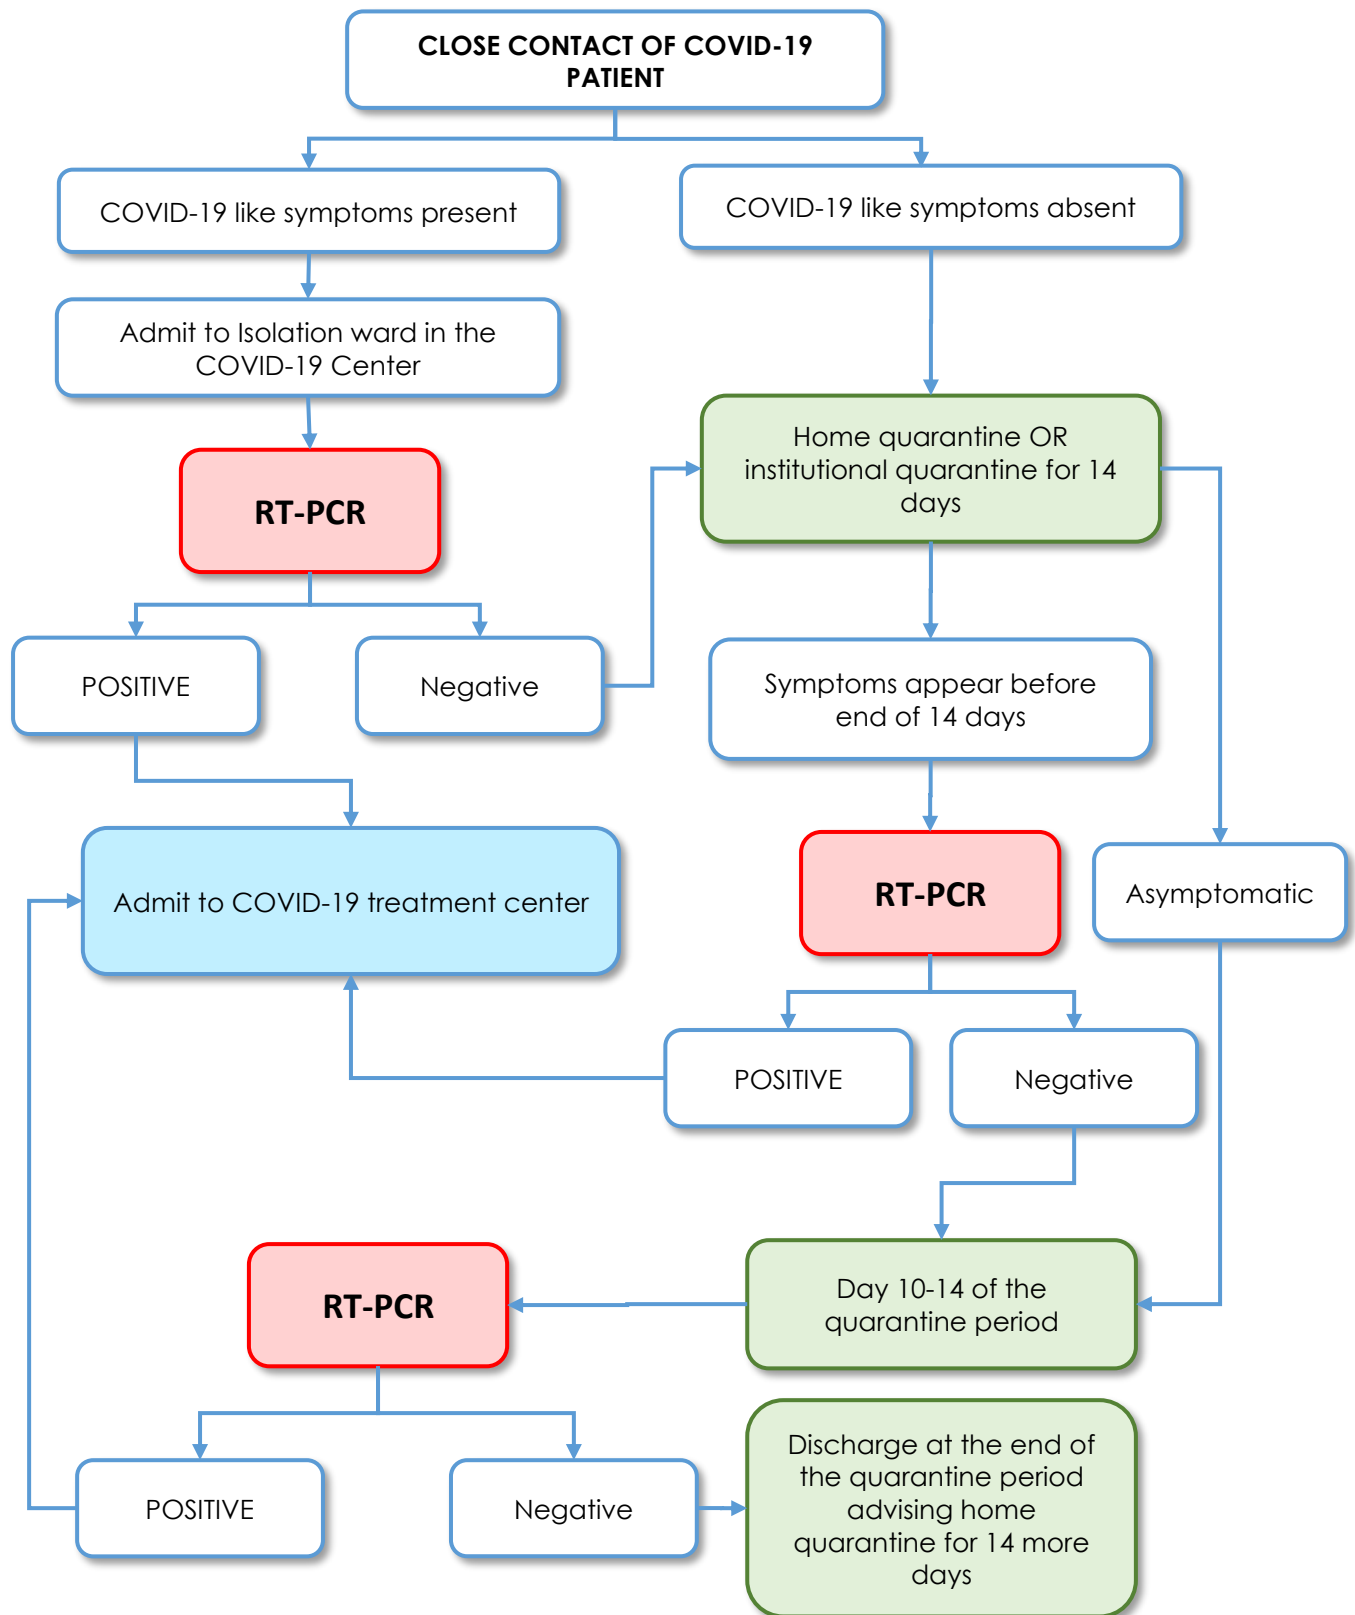 CLOSE CONTACT OF COVID-19
PATIENT
COVID-19 like symptoms present
COVID-19 like symptoms absent
Admit to Isolation ward in the
COVID-19 Center
Home quarantine OR
institutional quarantine for 14
days
RT-PCR
POSITIVE
Negative
Symptoms appear before
end of 14 days
Admit to COVID-19 treatment center
RT-PCR
Asymptomatic
POSITIVE
Negative
Day 10-14 of the
quarantine period
RT-PCR
POSITIVE
Negative
Discharge at the end of
the quarantine period
advising home
quarantine for 14 more
days